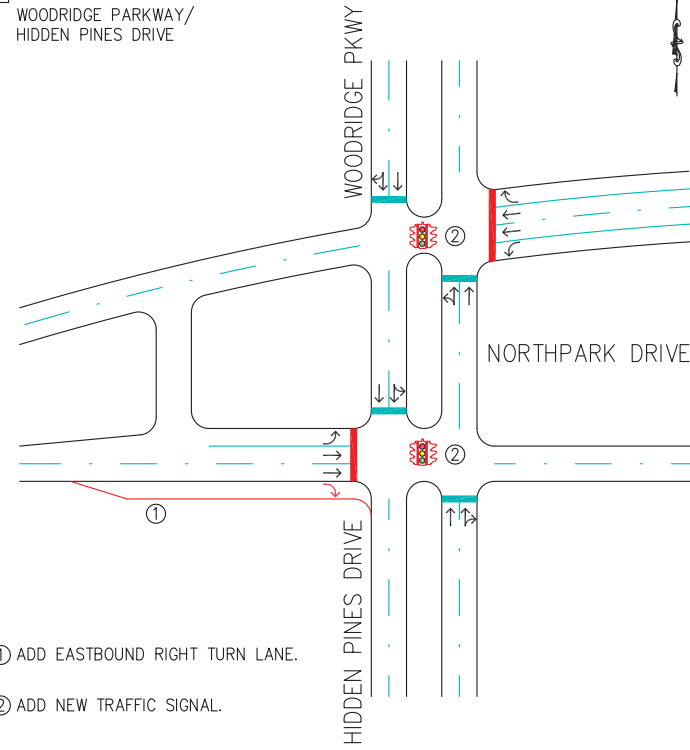 WOODRIDGE PARKWAY/
HIDDEN PINES DRIVE
WOODRIDGE PKWY
②
NORTHPARK DRIVE
②
①
HIDDEN PINES DRIVE
① ADD EASTBOUND RIGHT TURN LANE.
② ADD NEW TRAFFIC SIGNAL.